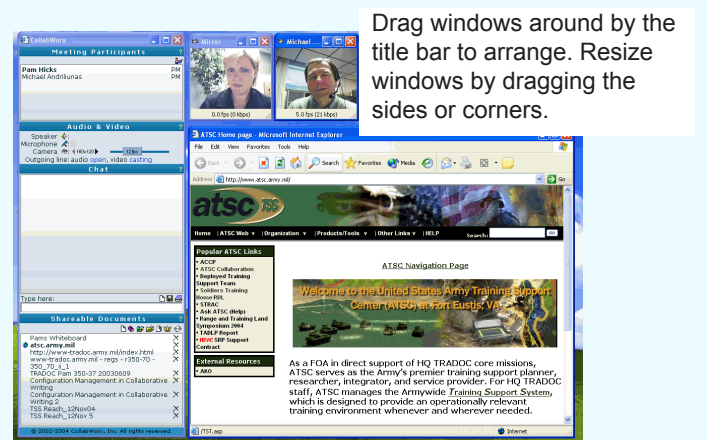 Drag windows around by the
title bar to arrange. Resize
windows by dragging the
sides or corners.
CollabWorx
Meeting Participants ?
Pam Hicks PM
Michael Andriliunas PM
Audio & Video ?
Speaker
Microphone
Camera 160x120 12fps
Outgoing line: audio open, video casting
Chat ?
Type here:
Shareable Documents ?
Pams Whiteboard
atsc.army.mil
http://www-tradoc.army.mil/index.html
www-tradoc.army.mil - regs - r350-70 -
350_70_ii_1
TRADOC Pam 350-37 20030609
Configuration Management in Collaborative
Writing
Configuration Management in Collaborative
Writing 2
TSS Reach_12Nov04
TSS Reach_12Nov 5
© 2002-2004 CollabWorx, Inc. All rights reserved.
Mirror
0.0 fps (0 kbps)
Michael ...
5.0 fps (21 kbps)
ATSC Home page - Microsoft Internet Explorer
File Edit View Favorites Tools Help
Back Search Favorites Media
Address http://www.atsc.army.mil/ Go
atsc TSS
Home | ATSC Web | Organization | Products/Tools | Other Links | HELP Search: GO
Popular ATSC Links
• ACCP
• ATSC Collaboration
• Deployed Training
Support Team
• Soldiers Training
Home RDL
• STRAC
• Ask ATSC (Help)
• Range and Training Land
Symposium 2004
• TADLP Report
• NEW! SRP Support
Contract
External Resources
• AKO
ATSC Navigation Page
Welcome to the United States Army Training Support
Center (ATSC) at Fort Eustis, VA
As a FOA in direct support of HQ TRADOC core missions,
ATSC serves as the Army's premier training support planner,
researcher, integrator, and service provider. For HQ TRADOC
staff, ATSC manages the Armywide Training Support System,
which is designed to provide an operationally relevant
training environment whenever and wherever needed.
/TST.asp Internet